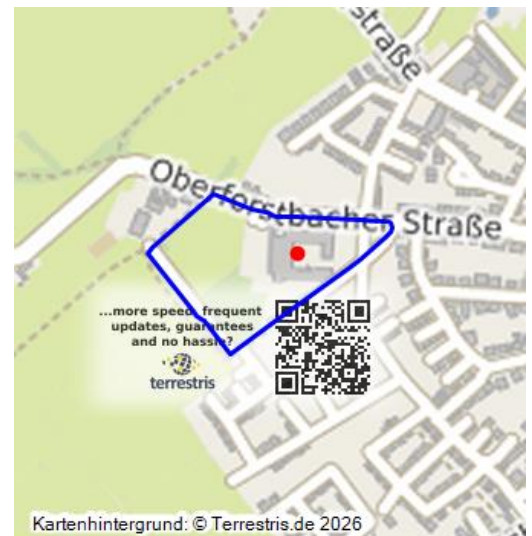 straße
Oberforstbacher Straße
...more speed, frequent
updates, guarantees
and no hassle?
terrestris
Kartenhintergrund: © Terrestris.de 2026